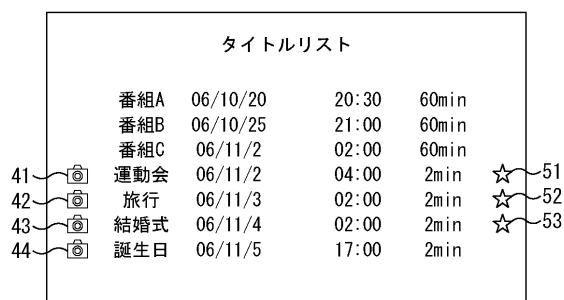 タイトルリスト
番組A 06/10/20 20:30 60min
番組B 06/10/25 21:00 60min
番組C 06/11/2 02:00 60min
41 運動会 06/11/2 04:00 2min 51
42 旅行 06/11/3 02:00 2min 52
43 結婚式 06/11/4 02:00 2min 53
44 誕生日 06/11/5 17:00 2min